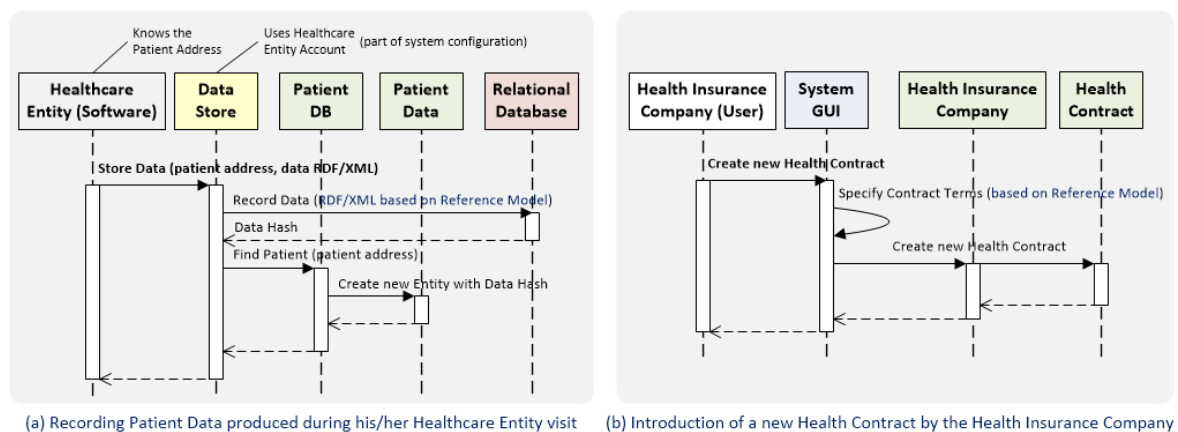 Knows the
Patient Address
Uses Healthcare
Entity Account
(part of system configuration)
Healthcare
Entity (Software)
Data
Store
Patient
DB
Patient
Data
Relational
Database
Store Data (patient address, data RDF/XML)
Record Data (RDF/XML based on Reference Model)
Data Hash
Find Patient (patient address)
Create new Entity with Data Hash
(a) Recording Patient Data produced during his/her Healthcare Entity visit
Health Insurance
Company (User)
System
GUI
Health Insurance
Company
Health
Contract
Create new Health Contract
Specify Contract Terms (based on Reference Model)
Create new Health Contract
(b) Introduction of a new Health Contract by the Health Insurance Company